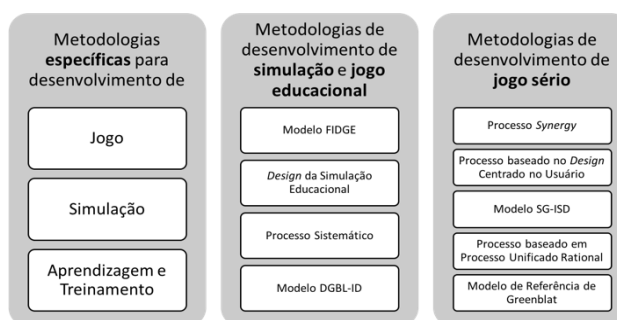 Metodologias
específicas para
desenvolvimento de
Jogo
Simulação
Aprendizagem e
Treinamento
Metodologias de
desenvolvimento de
simulação e jogo
educacional
Modelo FIDGE
Design da Simulação
Educacional
Processo Sistemático
Modelo DGBL-ID
Metodologias de
desenvolvimento de
jogo sério
Processo Synergy
Processo baseado no Design
Centrado no Usuário
Modelo SG-ISD
Processo baseado em
Processo Unificado Rational
Modelo de Referência de
Greenblat